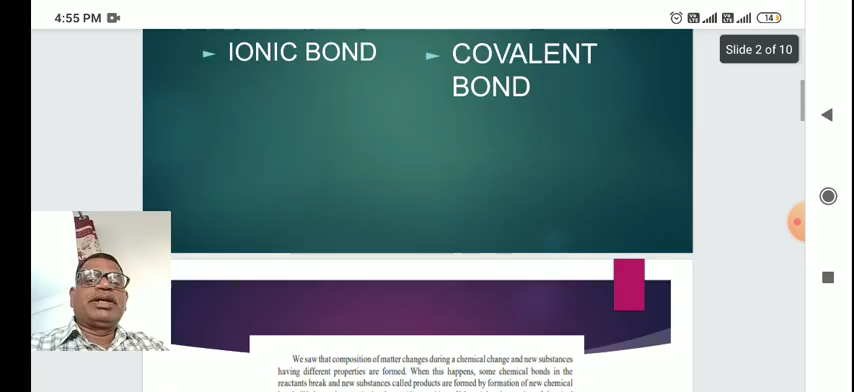 4:55 PM
14
Slide 2 of 10
► IONIC BOND
► COVALENT
BOND
We saw that composition of matter changes during a chemical change and new substances
having different properties are formed. When this happens, some chemical bonds in the
reactants break and new substances called products are formed by formation of new chemical